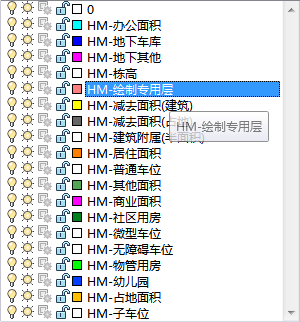 0
HM-办公面积
HM-地下车库
HM-地下其他
HM-栋高
HM-绘制专用层
HM-减去面积(建筑)
HM-减去面积(
HM-绘制专用层
HM-建筑附属(半面积)
HM-居住面积
HM-普通车位
HM-其他面积
HM-商业面积
HM-社区用房
HM-微型车位
HM-无障碍车位
HM-物管用房
HM-幼儿园
HM-占地面积
HM-子车位